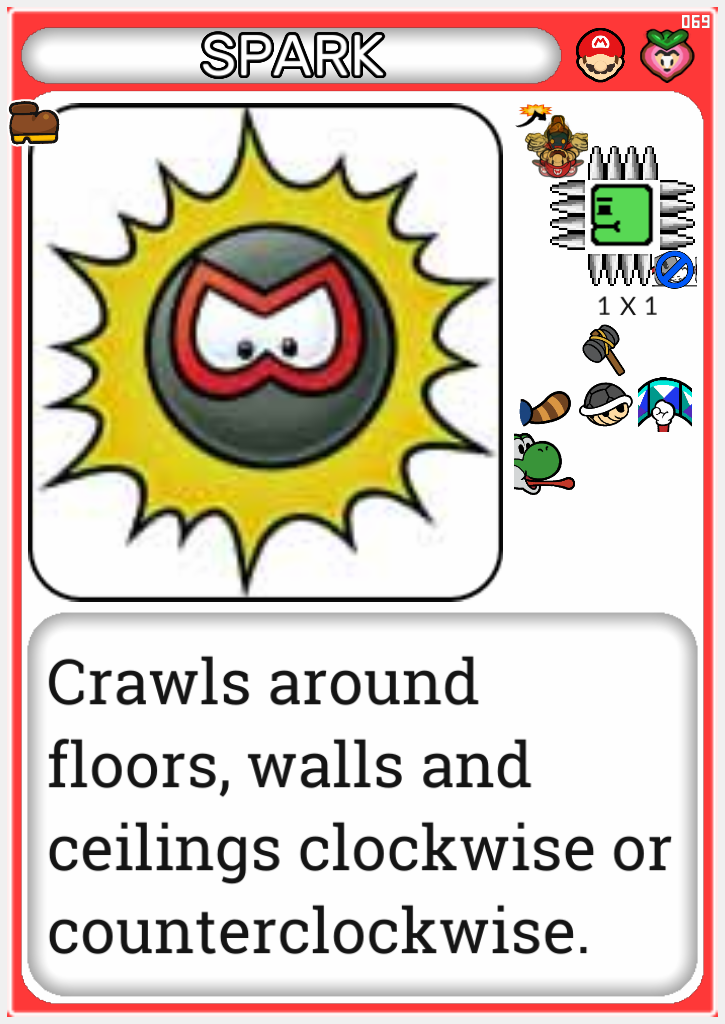 069
SPARK
1 X 1
Crawls around
floors, walls and
ceilings clockwise or
counterclockwise.